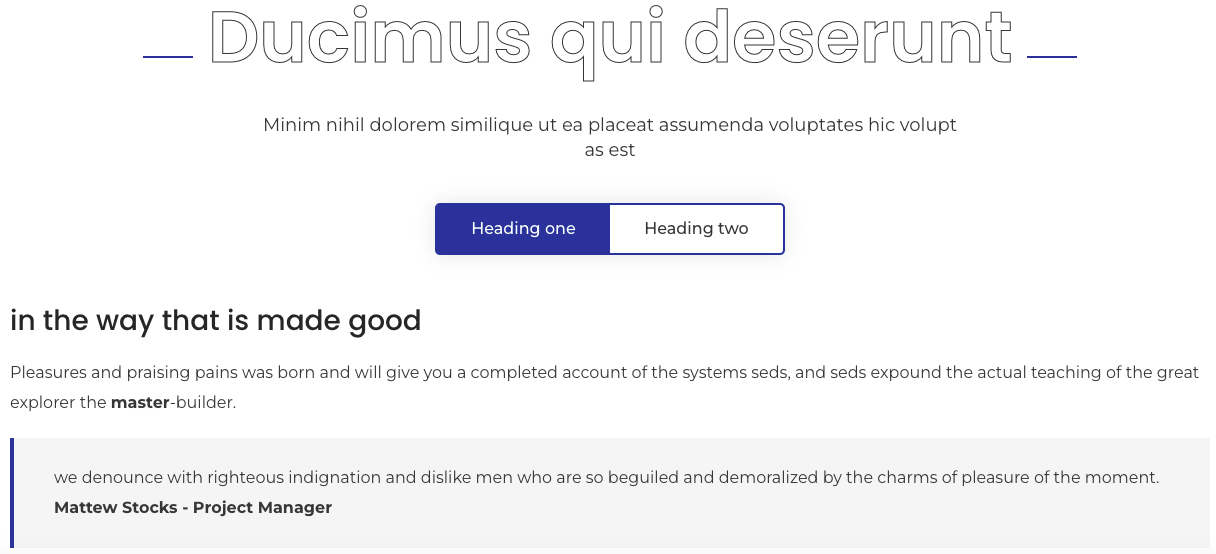 Ducimus qui deserunt
Minim nihil dolorem similique ut ea placeat assumenda voluptates hic volupt
as est
Heading one
Heading two
in the way that is made good
Pleasures and praising pains was born and will give you a completed account of the systems seds, and seds expound the actual teaching of the great
explorer the master-builder.
we denounce with righteous indignation and dislike men who are so beguiled and demoralized by the charms of pleasure of the moment.
Mattew Stocks - Project Manager